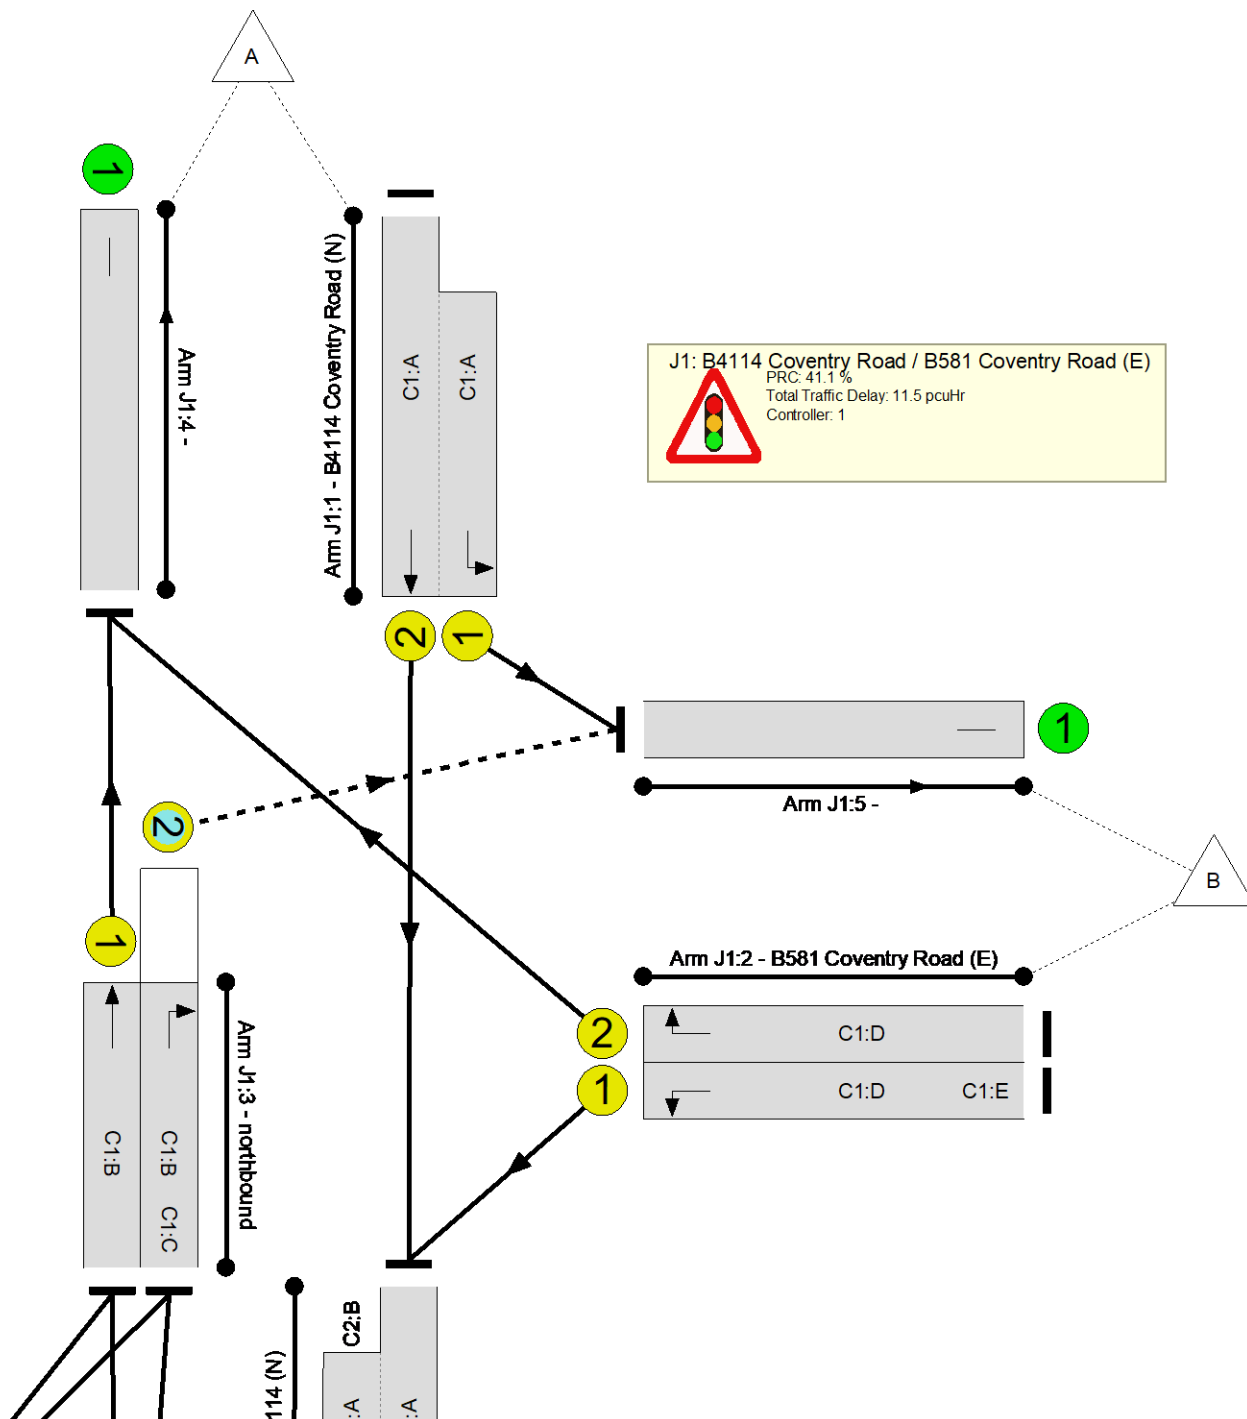 A
1
Arm J1:4 -
Arm J1:1 - B4114 Coventry Road (N)
C1:A
C1:A
J1: B4114 Coventry Road / B581 Coventry Road (E)
PRC: 41.1 %
Total Traffic Delay: 11.5 pcuHr
Controller: 1
2
1
1
Arm J1:5 -
2
B
1
Arm J1:2 - B581 Coventry Road (E)
2
C1:D
1
C1:D C1:E
Arm J1:3 - northbound
C1:B
C1:B C1:C
C2:B
114 (N)
:A
:A